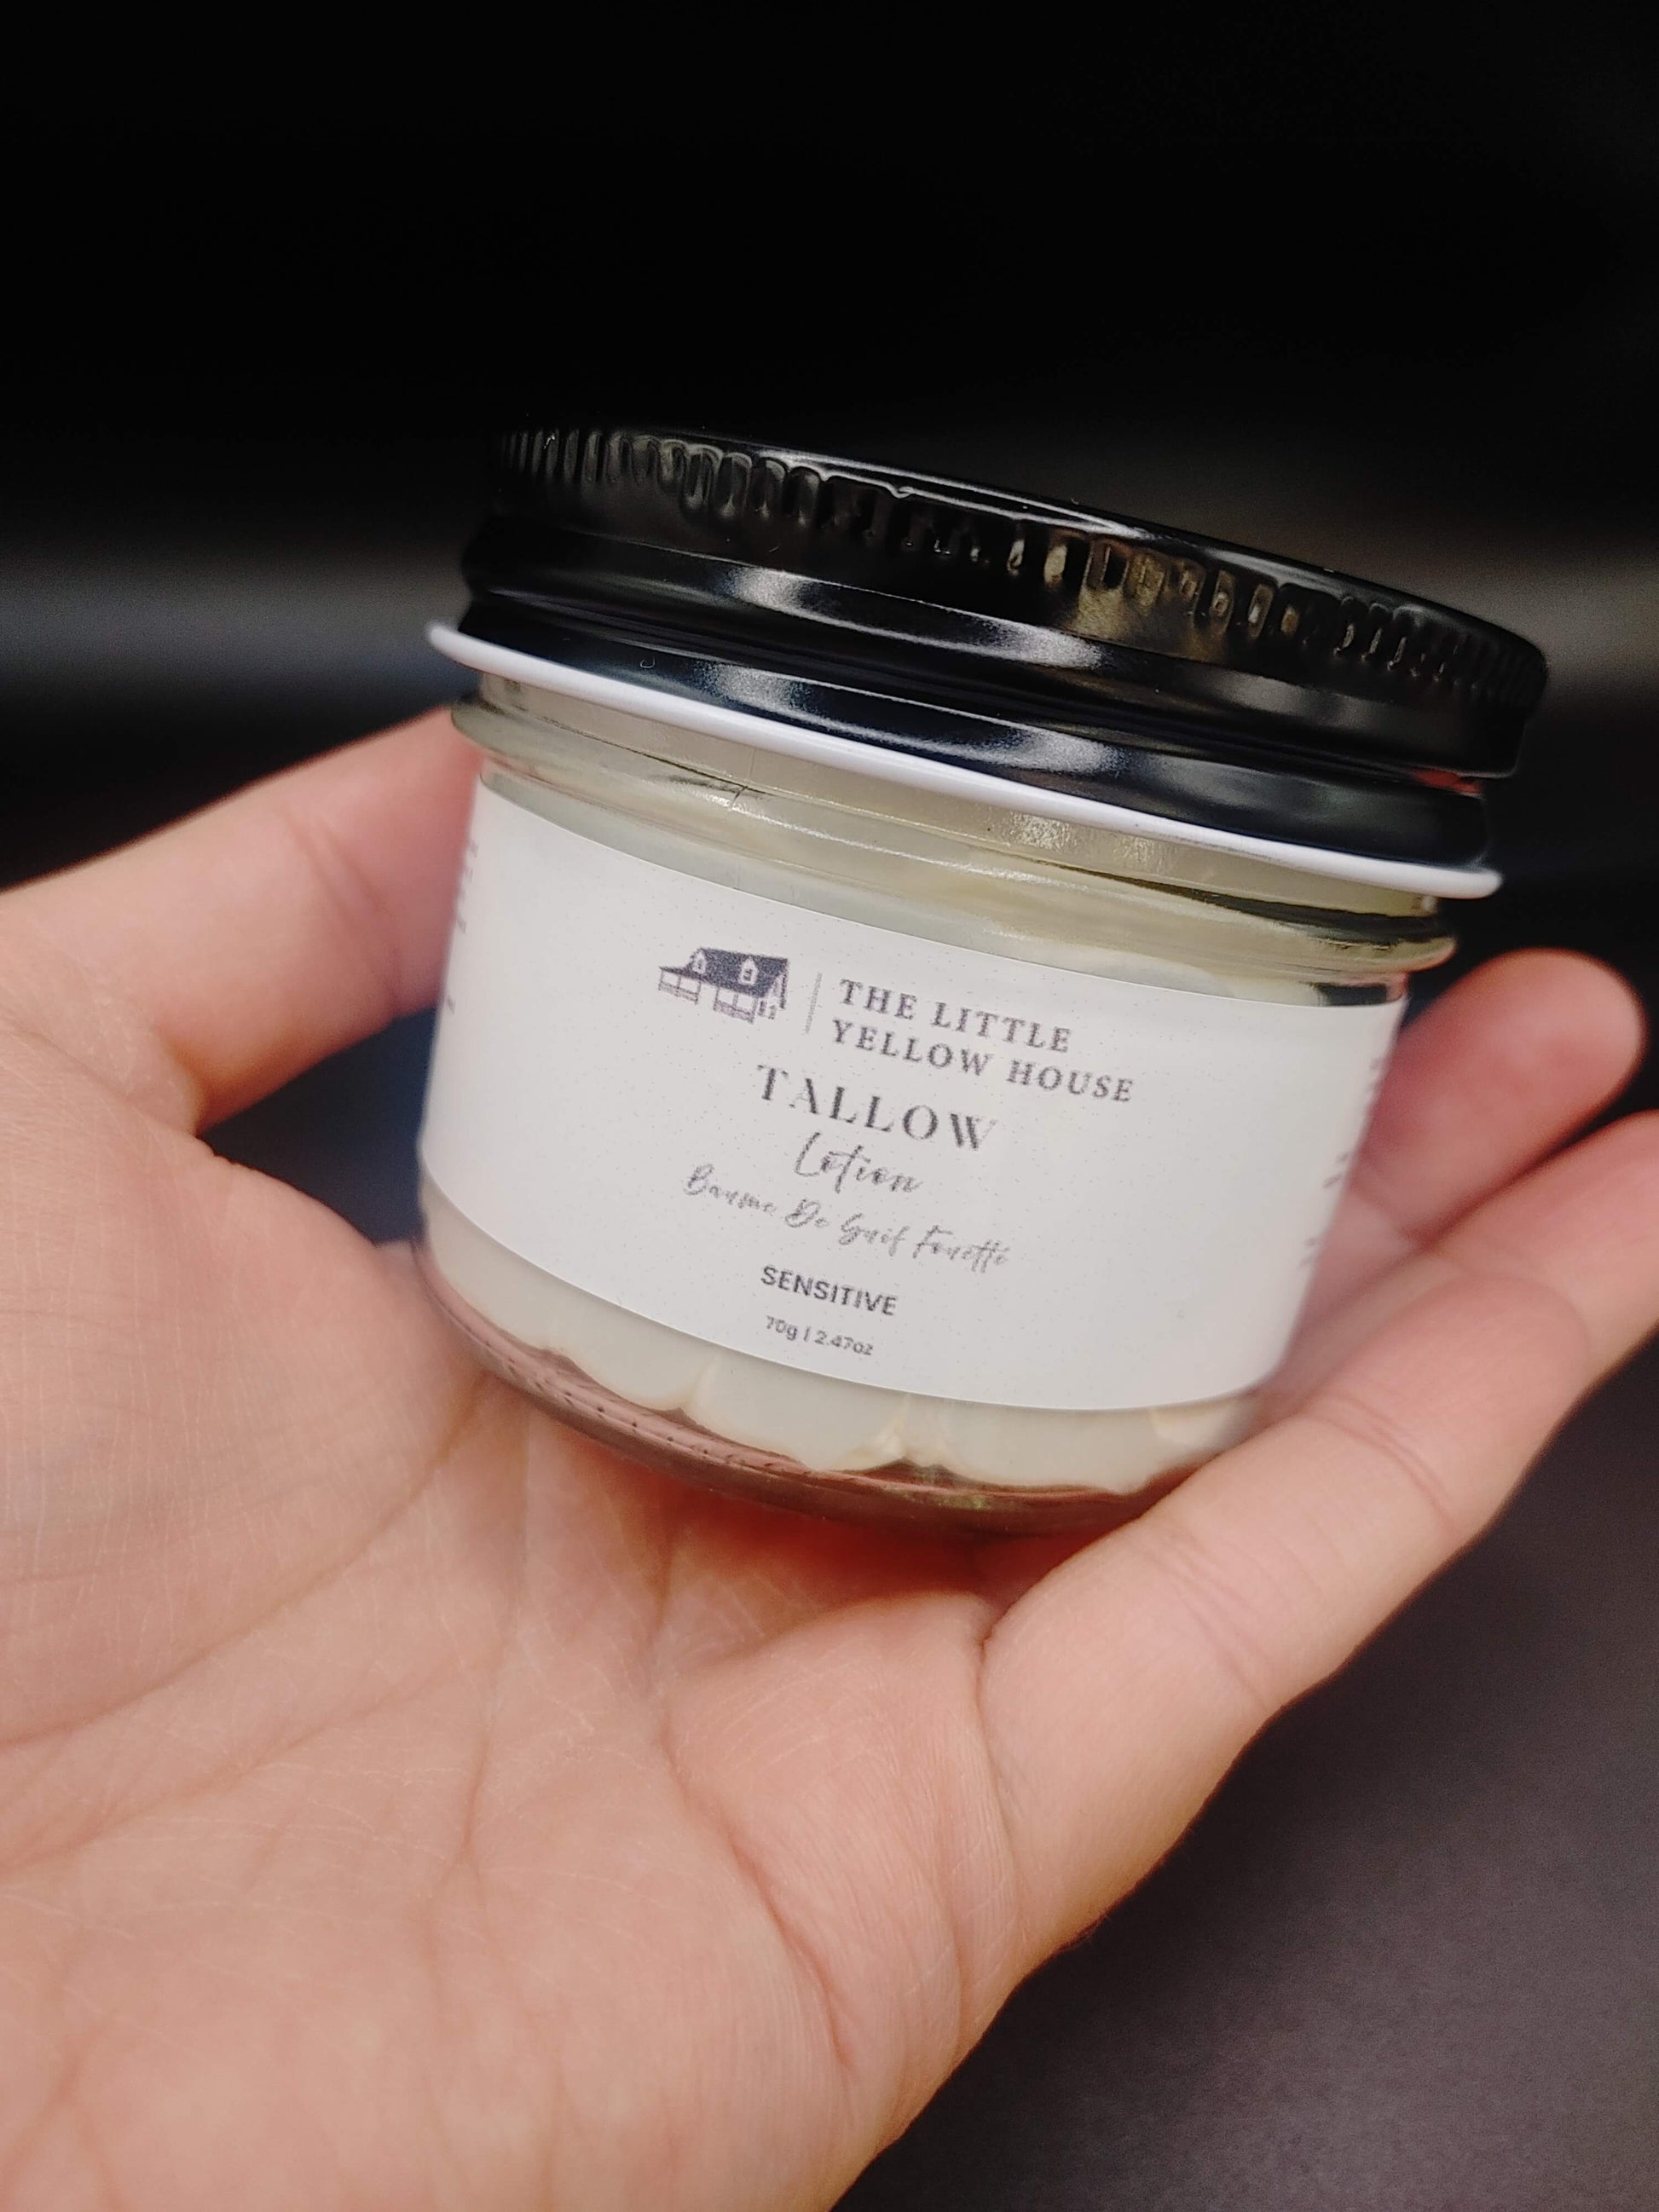 THE LITTLE
YELLOW HOUSE
TALLOW
Lotion
Baume De Suif Fouetté
SENSITIVE
70g | 2.47oz